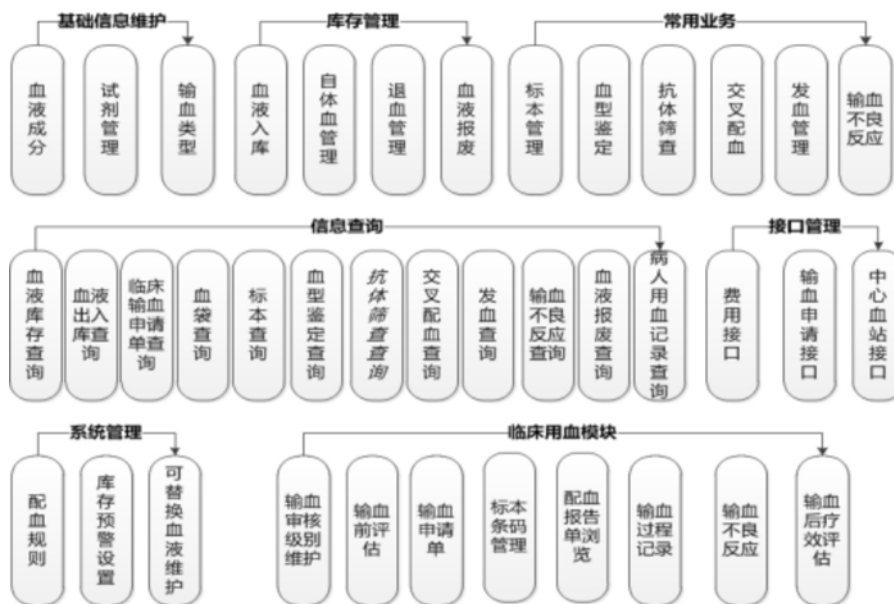 基础信息维护
血液成分
试剂管理
输血类型
库存管理
血液入库
自体血管理
退血管理
血液报废
常用业务
标本管理
血型鉴定
抗体筛查
交叉配血
发血管理
输血不良反应
信息查询
血液库存查询
血液出入库查询
临床输血申请单查询
血袋查询
标本查询
血型鉴定查询
抗体筛查查询
交叉配血查询
发血查询
输血不良反应查询
血液报废查询
病人用血记录查询
接口管理
费用接口
输血申请接口
中心血站接口
系统管理
配血规则
库存预警设置
可替换血液维护
临床用血模块
输血审核级别维护
输血前评估
输血申请单
标本条码管理
配血报告单浏览
输血过程记录
输血不良反应
输血后疗效评估